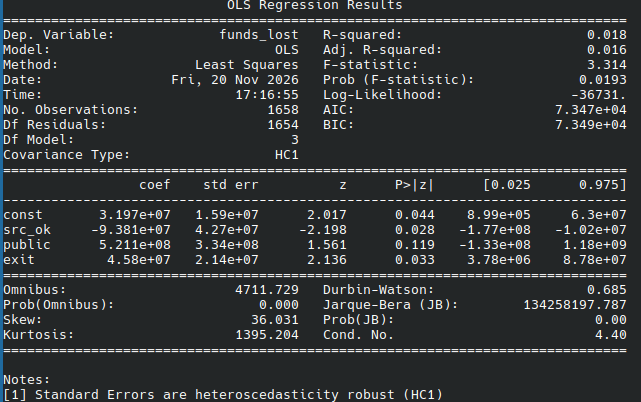 OLS Regression Results
==============================================================================
Dep. Variable:             funds_lost   R-squared:                       0.018
Model:                            OLS   Adj. R-squared:                  0.016
Method:                 Least Squares   F-statistic:                     3.314
Date:                Fri, 20 Nov 2026   Prob (F-statistic):             0.0193
Time:                        17:16:55   Log-Likelihood:                -36731.
No. Observations:                1658   AIC:                         7.347e+04
Df Residuals:                    1654   BIC:                         7.349e+04
Df Model:                           3
Covariance Type:                  HC1
==============================================================================
                 coef    std err          z      P>|z|      [0.025      0.975]
------------------------------------------------------------------------------
const       3.197e+07   1.59e+07      2.017      0.044    8.99e+05     6.3e+07
src_ok     -9.381e+07   4.27e+07     -2.198      0.028   -1.77e+08   -1.02e+07
public      5.211e+08   3.34e+08      1.561      0.119   -1.33e+08    1.18e+09
exit         4.58e+07   2.14e+07      2.136      0.033    3.78e+06    8.78e+07
==============================================================================
Omnibus:                     4711.729   Durbin-Watson:                   0.685
Prob(Omnibus):                  0.000   Jarque-Bera (JB):        134258197.787
Skew:                          36.031   Prob(JB):                         0.00
Kurtosis:                    1395.204   Cond. No.                         4.40
==============================================================================
Notes:
[1] Standard Errors are heteroscedasticity robust (HC1)